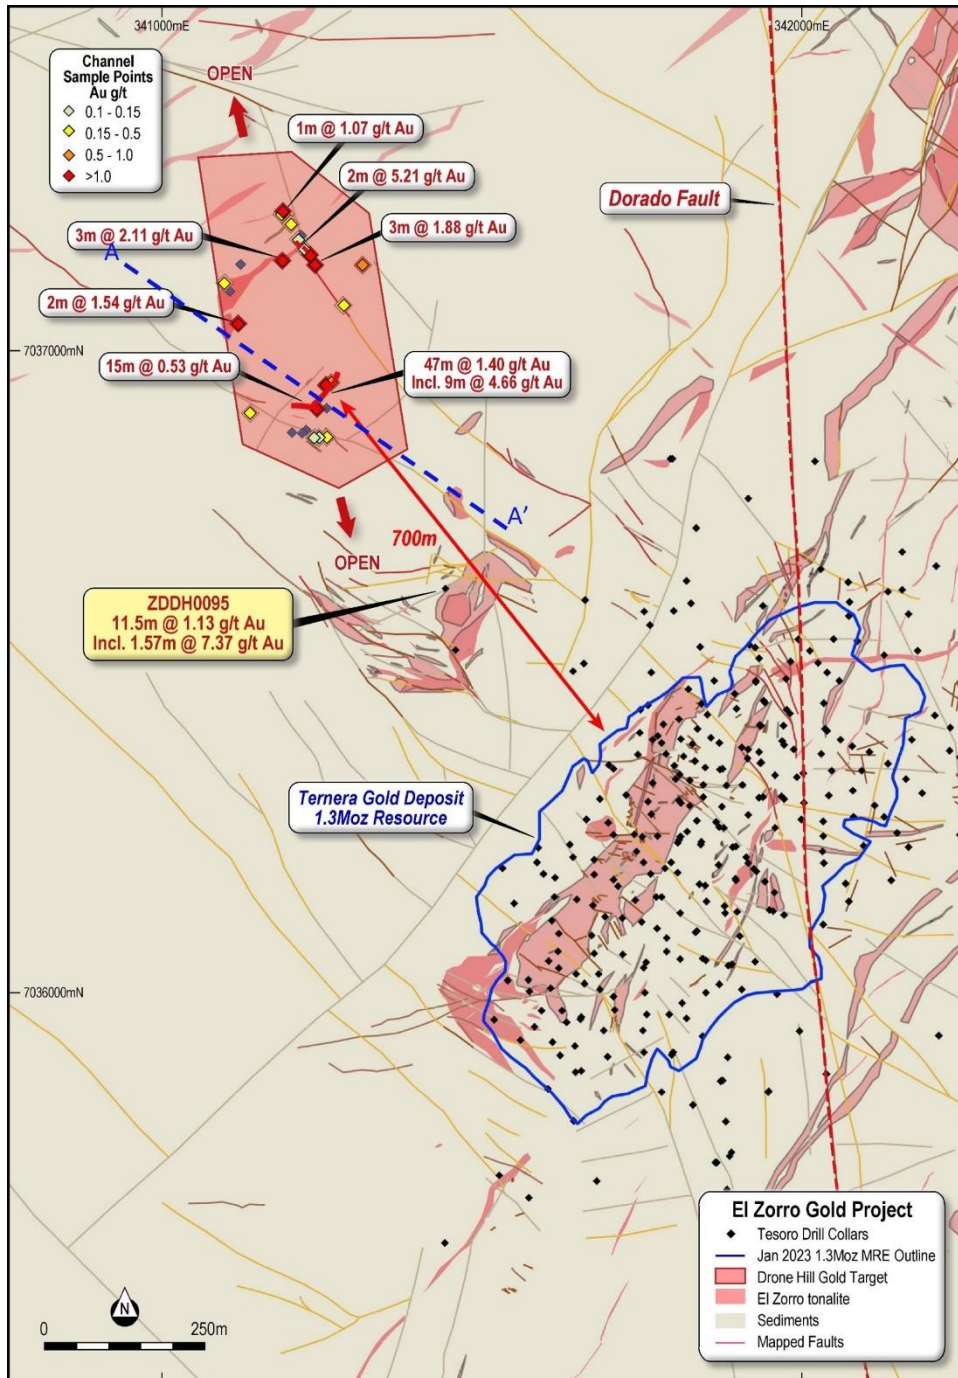 341000mE
342000mE
Channel
Sample Points
Au g/t
0.1 - 0.15
0.15 - 0.5
0.5 - 1.0
>1.0
OPEN
1m @ 1.07 g/t Au
2m @ 5.21 g/t Au
Dorado Fault
3m @ 2.11 g/t Au
3m @ 1.88 g/t Au
A
2m @ 1.54 g/t Au
7037000mN
15m @ 0.53 g/t Au
47m @ 1.40 g/t Au
Incl. 9m @ 4.66 g/t Au
A'
700m
OPEN
ZDDH0095
11.5m @ 1.13 g/t Au
Incl. 1.57m @ 7.37 g/t Au
Ternera Gold Deposit
1.3Moz Resource
7036000mN
El Zorro Gold Project
Tesoro Drill Collars
Jan 2023 1.3Moz MRE Outline
Drone Hill Gold Target
El Zorro tonalite
Sediments
Mapped Faults
N
0
250m